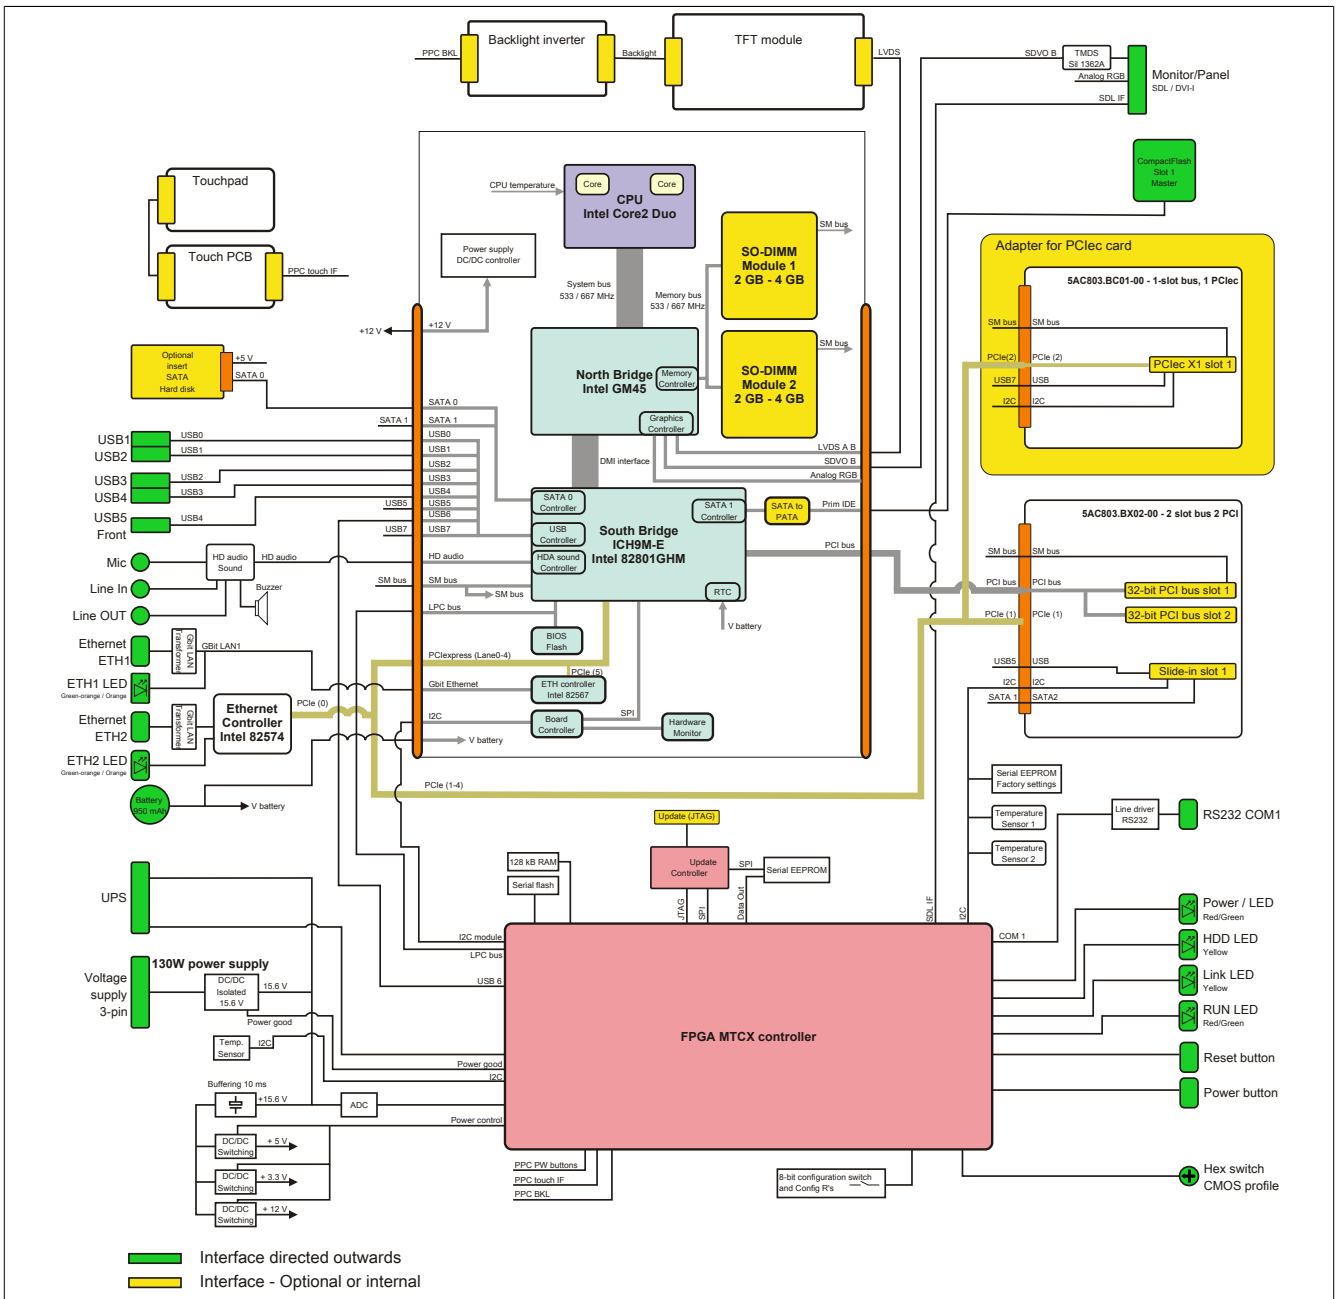 PPC BKL
Backlight inverter
Backlight
TFT module
LVDS
SDVO B
TMDS
Sil 1362A
Analog RGB
SDL IF
Monitor/Panel
SDL / DVI-I
CompactFlash
Slot 1
Master
Touchpad
Touch PCB
PPC touch IF
CPU temperature
Core
Core
CPU
Intel Core2 Duo
Power supply
DC/DC controller
System bus
533 / 667 MHz
Memory bus
533 / 667 MHz
SO-DIMM
Module 1
2 GB - 4 GB
SM bus
SO-DIMM
Module 2
2 GB - 4 GB
SM bus
Adapter for PCIec card
5AC803.BC01-00 - 1-slot bus, 1 PCIec
SM bus
SM bus
PCIe(2)
PCIe (2)
PCIec X1 slot 1
USB7
USB
I2C
I2C
+12 V
+12 V
North Bridge
Intel GM45
Memory
Controller
Graphics
Controller
Optional
insert
SATA
Hard disk
+5 V
SATA 0
SATA 0
SATA 1
SATA 1
USB1
USB2
USB0
USB1
USB3
USB4
USB2
USB3
USB5
Front
USB4
USB0
USB1
USB2
USB3
USB4
USB5
USB5
USB6
USB7
USB7
DMI interface
LVDS A B
SDVO B
Analog RGB
SATA 0
Controller
USB
Controller
HDA sound
Controller
SATA 1
Controller
South Bridge
ICH9M-E
Intel 82801GHM
RTC
SATA to
PATA
Prim IDE
PCI bus
V battery
5AC803.BX02-00 - 2 slot bus 2 PCI
SM bus
SM bus
PCI bus
PCI bus
32-bit PCI bus slot 1
32-bit PCI bus slot 2
PCIe (1)
PCIe (1)
USB5
USB
Slide-in slot 1
I2C
I2C
SATA 1
SATA2
Mic
HD audio
Sound
HD audio
HD audio
Line In
Buzzer
Line OUT
SM bus
SM bus
SM bus
LPC bus
BIOS
Flash
Ethernet
ETH1
Gbit LAN
Transformer
GBit LAN1
ETH1 LED
Green-orange / Orange
PCIexpress (Lane0-4)
PCIe (5)
Gbit Ethernet
ETH controller
Intel 82567
PCIe (0)
Ethernet
ETH2
Gbit LAN
Transformer
Ethernet
Controller
Intel 82574
ETH2 LED
Green-orange / Orange
I2C
SPI
Board
Controller
Hardware
Monitor
V battery
Battery
950 mAh
V battery
PCIe (1-4)
Serial EEPROM
Factory settings
Temperature
Sensor 1
Temperature
Sensor 2
Line driver
RS232
RS232 COM1
Update (JTAG)
Update
Controller
SPI
Serial EEPROM
128 kB RAM
Serial flash
JTAG
SPI
Data Out
SDL IF
I2C
UPS
I2C module
LPC bus
USB 6
COM 1
Power / LED
Red/Green
HDD LED
Yellow
Link LED
Yellow
RUN LED
Red/Green
Reset button
Power button
Voltage
supply
3-pin
130W power supply
DC/DC
Isolated
15.6 V
15.6 V
Power good
Temp.
Sensor
I2C
FPGA MTCX controller
Power good
I2C
Buffering 10 ms
+15.6 V
ADC
Power control
DC/DC
Switching
+ 5 V
DC/DC
Switching
+ 3.3 V
DC/DC
Switching
+ 12 V
PPC PW buttons
PPC touch IF
PPC BKL
8-bit configuration switch
and Config R's
Hex switch
CMOS profile
Interface directed outwards
Interface - Optional or internal